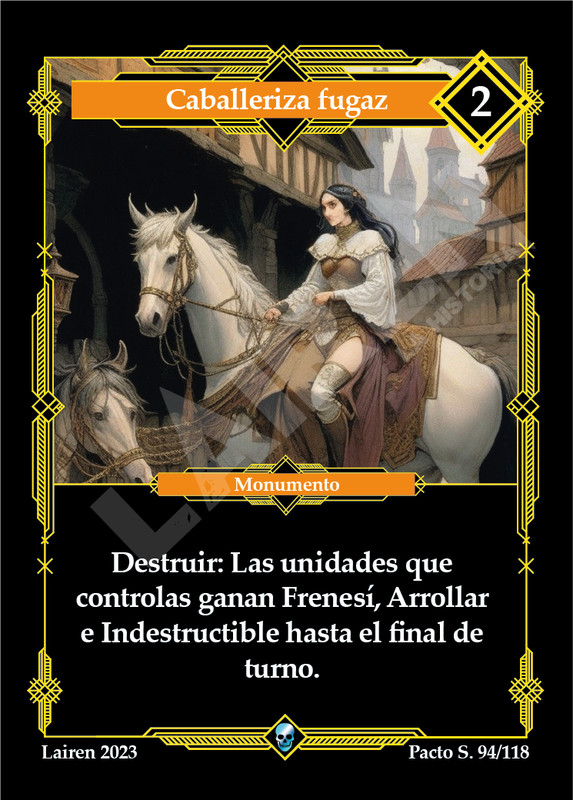 Caballeriza fugaz
2
Monumento
Destruir: Las unidades que
controlas ganan Frenesí, Arrollar
e Indestructible hasta el final de
turno.
Lairen 2023
Pacto S. 94/118